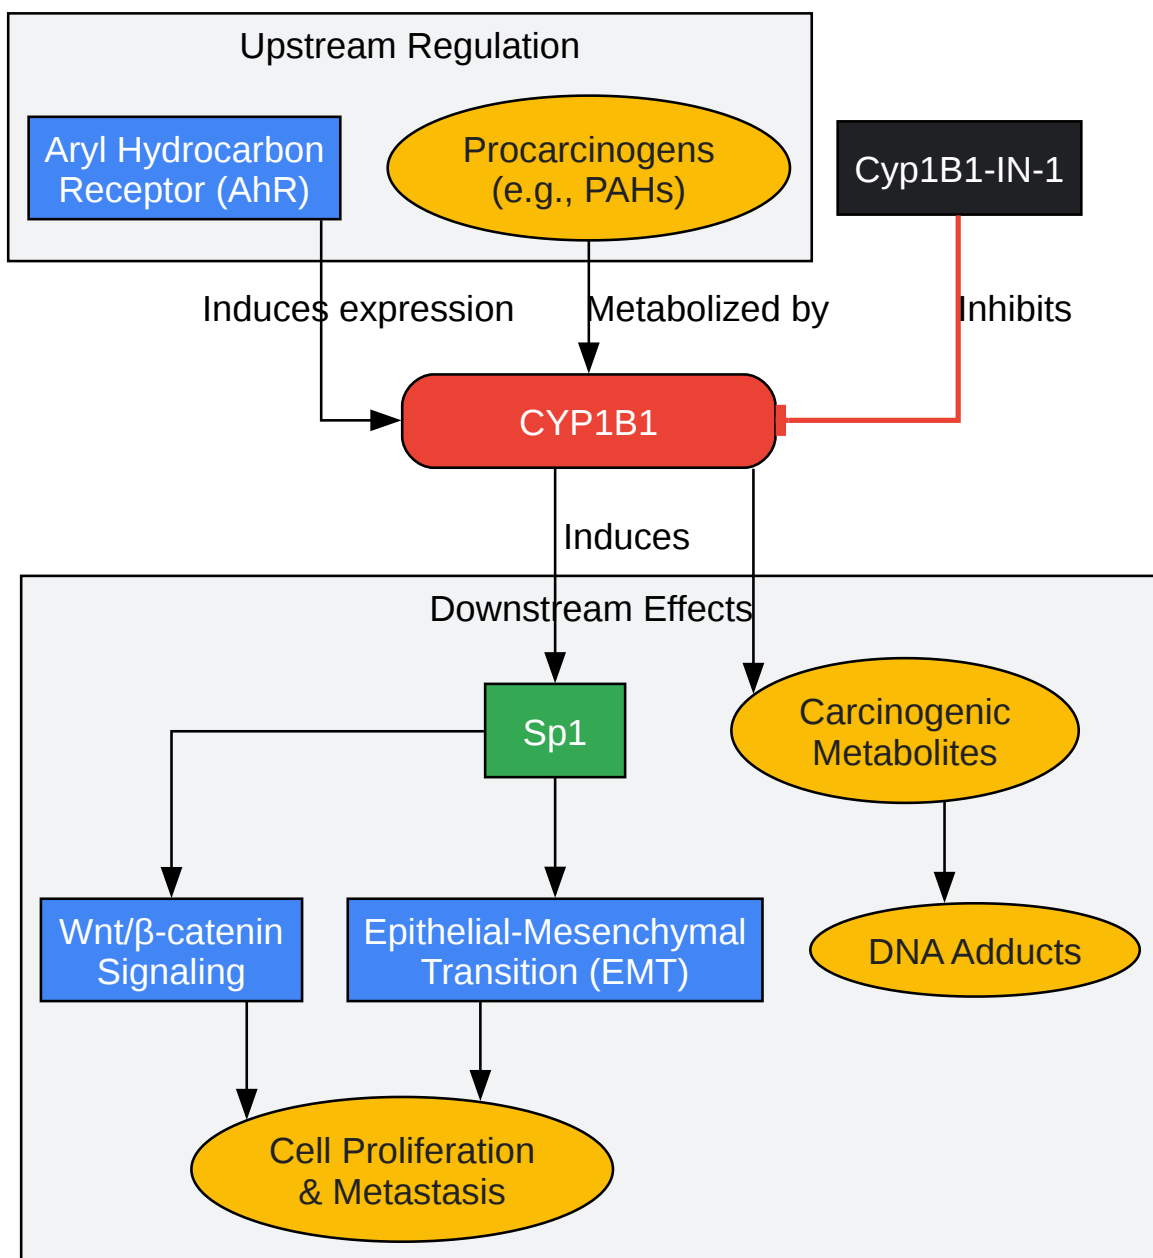 Upstream Regulation
Aryl Hydrocarbon
Receptor (AhR)
Procarcinogens
(e.g., PAHs)
Cyp1B1-IN-1
Induces expression
Metabolized by
Inhibits
CYP1B1
Induces
Downstream Effects
Sp1
Carcinogenic
Metabolites
Wnt/β-catenin
Signaling
Epithelial-Mesenchymal
Transition (EMT)
DNA Adducts
Cell Proliferation
& Metastasis